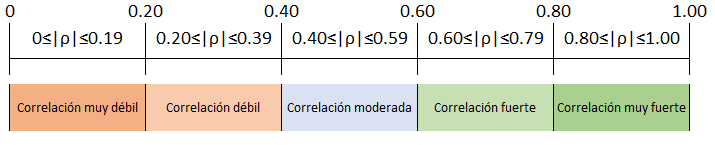 0 0.20 0.40 0.60 0.80 1.00
0≤|ρ|≤0.19 0.20≤|ρ|≤0.39 0.40≤|ρ|≤0.59 0.60≤|ρ|≤0.79 0.80≤|ρ|≤1.00
Correlación muy débil Correlación débil Correlación moderada Correlación fuerte Correlación muy fuerte